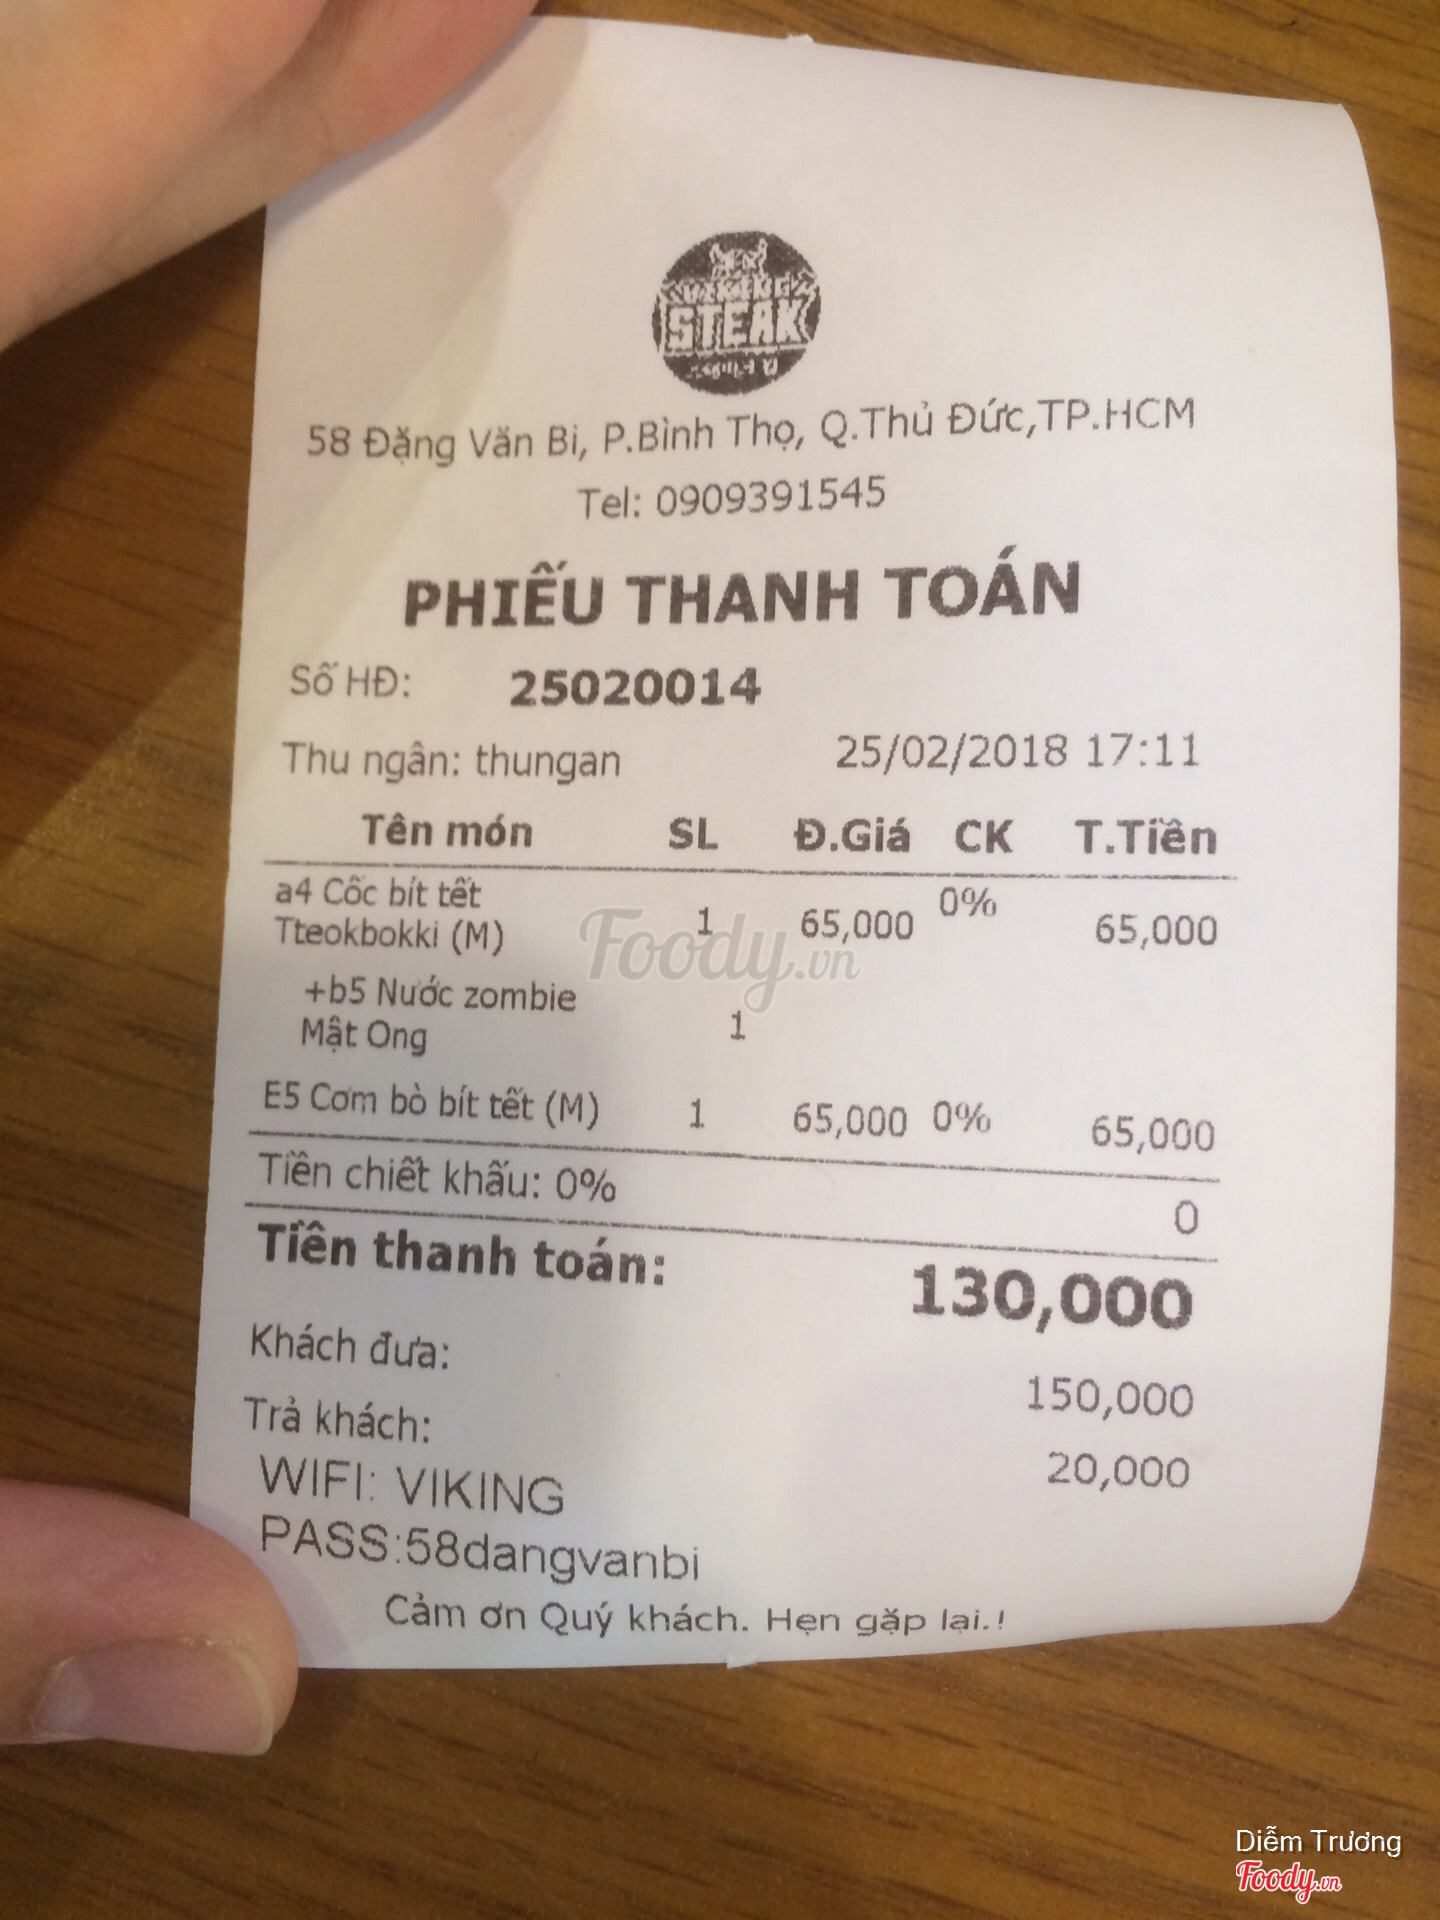 VIKING
STEAK
58 Đặng Văn Bi, P.Bình Thọ, Q.Thủ Đức,TP.HCM
Tel: 0909391545
PHIẾU THANH TOÁN
Số HĐ: 25020014
Thu ngân: thungan 25/02/2018 17:11
Tên món SL Đ.Giá CK T.Tiền
a4 Cốc bít tết
Tteokbokki (M) 1 65,000 0% 65,000
+b5 Nước zombie
Mật Ong 1
E5 Cơm bò bít tết (M) 1 65,000 0% 65,000
Tiền chiết khấu: 0% 0
Tiền thanh toán: 130,000
Khách đưa: 150,000
Trả khách: 20,000
WIFI: VIKING
PASS:58dangvanbi
Cảm ơn Quý khách. Hẹn gặp lại.!
Foody.vn
Diễm Trương
Foody.vn